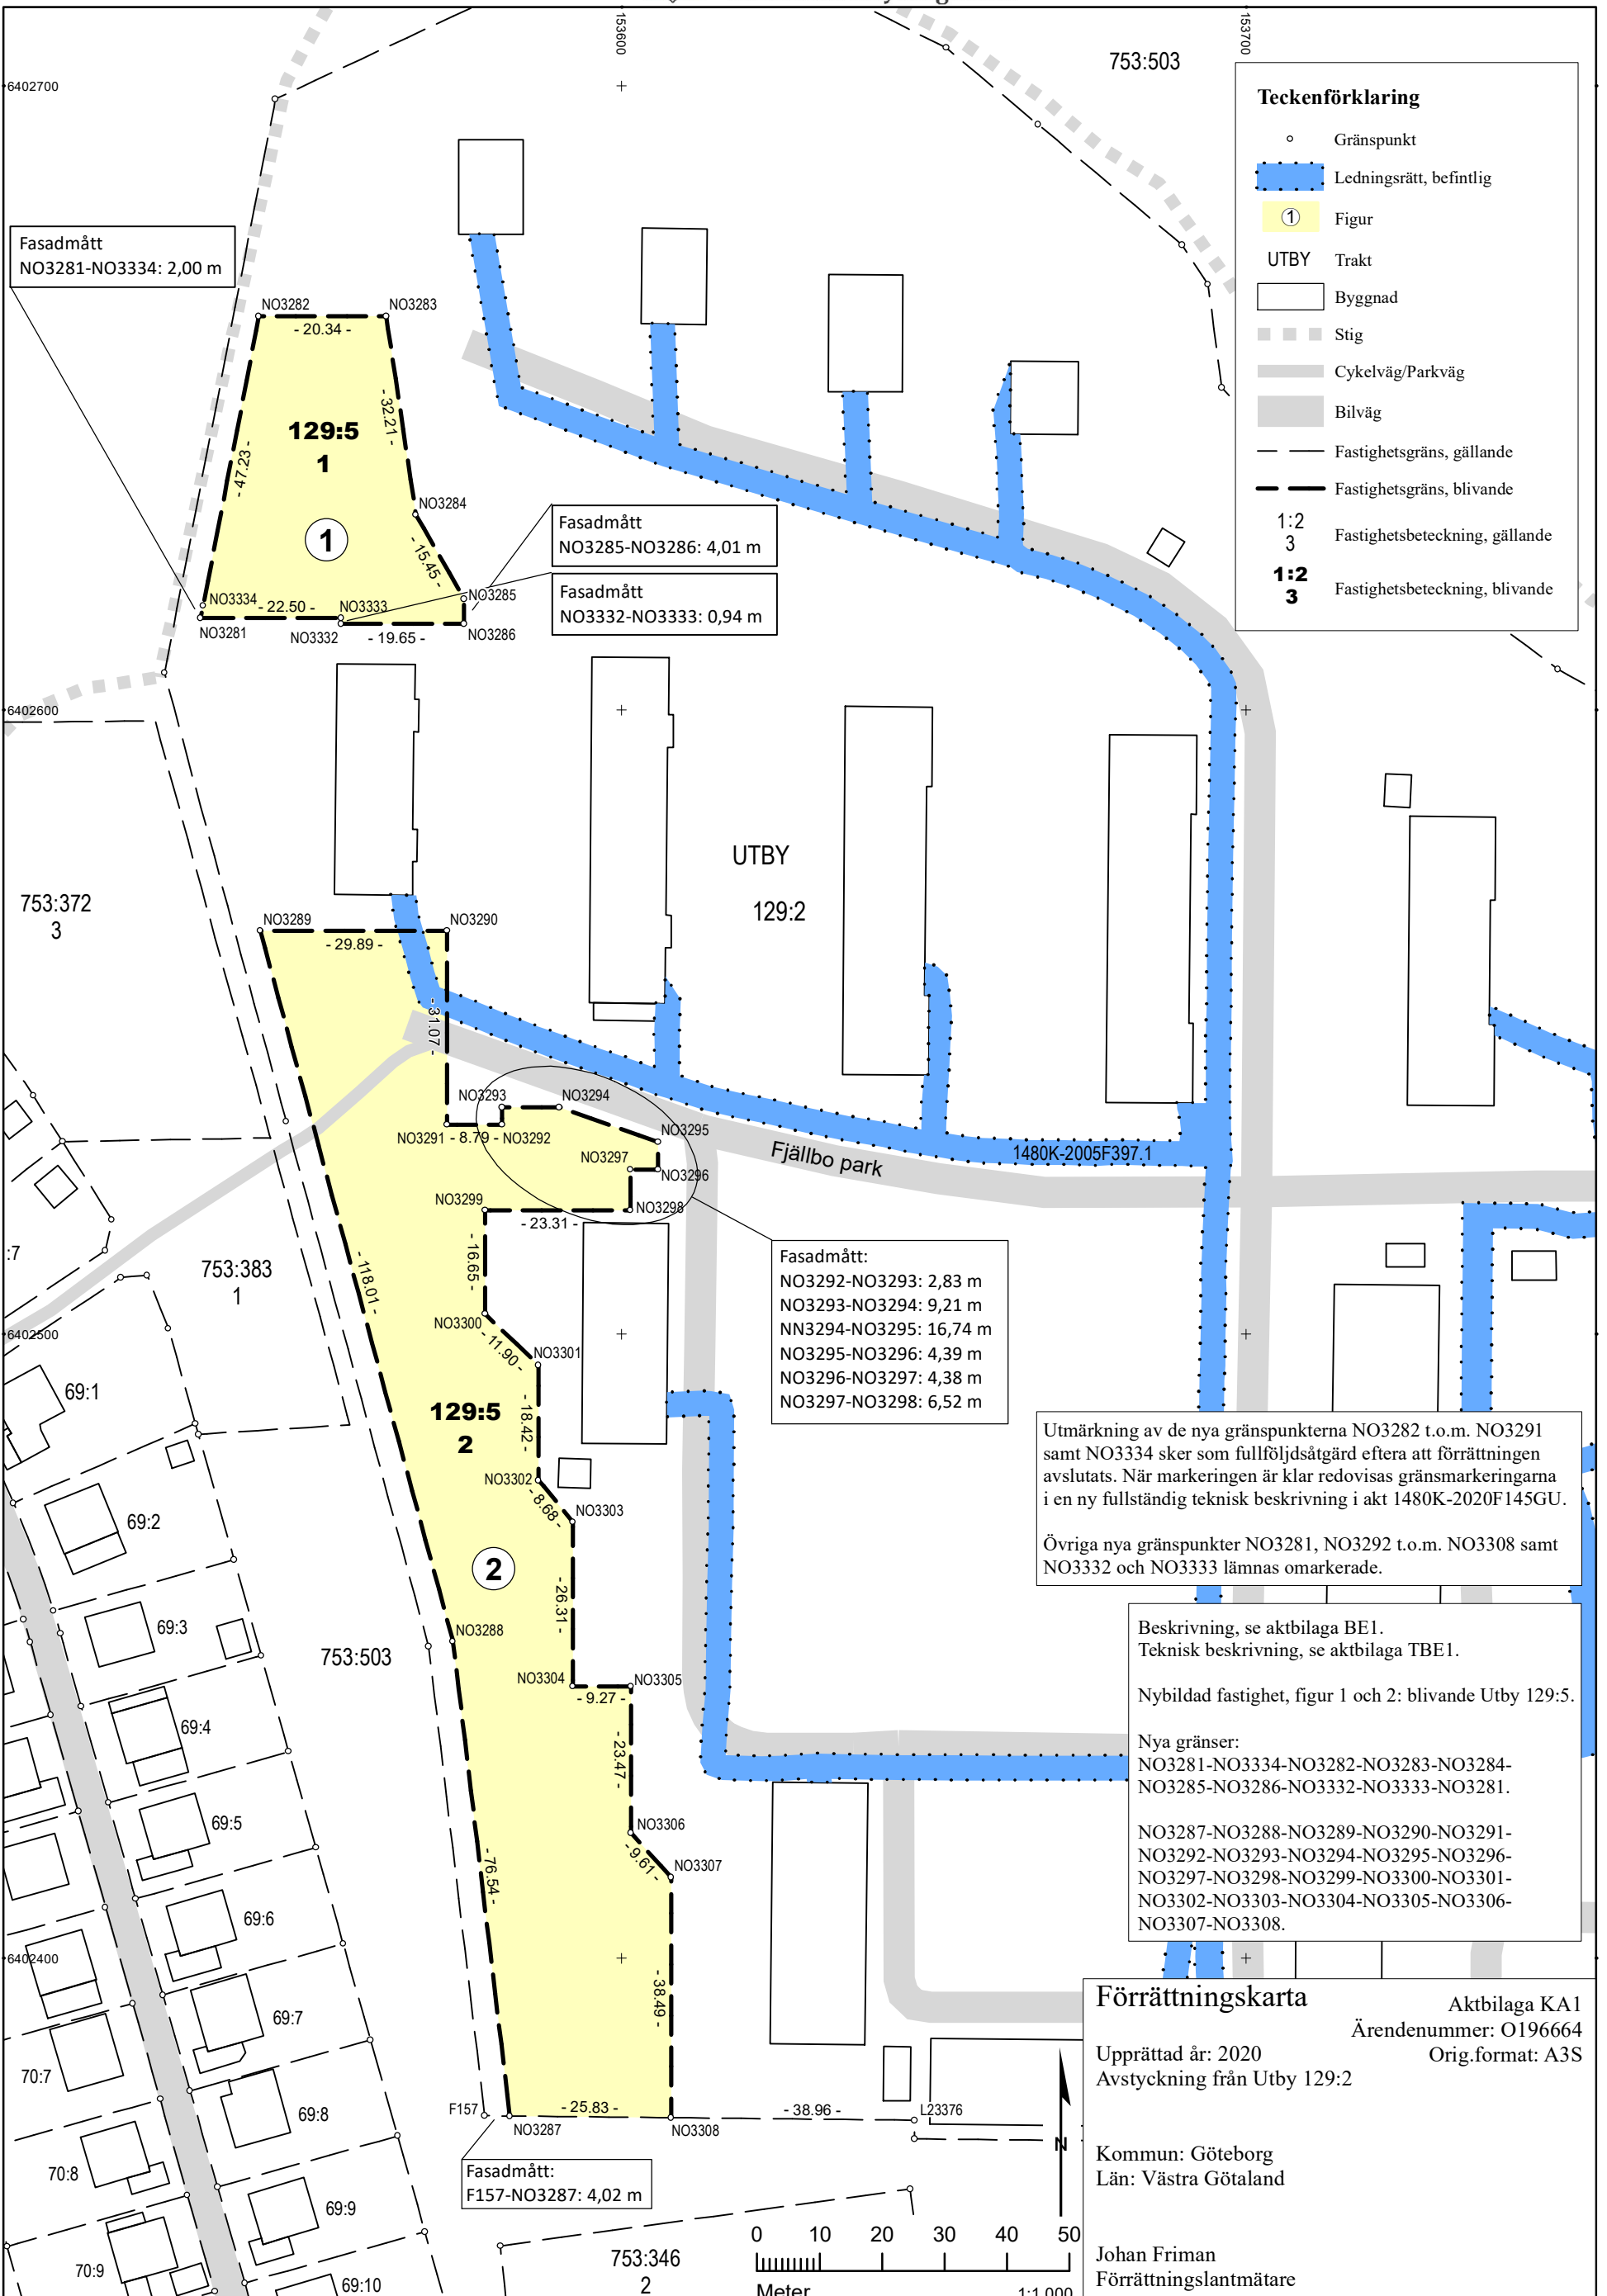 153600
153700
6402700
753:503
Teckenförklaring
Gränspunkt
Ledningsrätt, befintlig
1
Figur
UTBY
Trakt
Byggnad
Stig
Cykelväg/Parkväg
Bilväg
Fastighetsgräns, gällande
Fastighetsgräns, blivande
1:2
3
Fastighetsbeteckning, gällande
1:2
3
Fastighetsbeteckning, blivande
Fasadmått
NO3281-NO3334: 2,00 m
NO3282
NO3283
- 20.34 -
- 32.21 -
- 47.23 -
129:5
1
1
NO3284
- 15.45 -
Fasadmått
NO3285-NO3286: 4,01 m
Fasadmått
NO3332-NO3333: 0,94 m
NO3334
- 22.50 -
NO3333
NO3285
NO3281
NO3332
- 19.65 -
NO3286
6402600
UTBY
129:2
753:372
3
NO3289
NO3290
- 29.89 -
- 31.07 -
NO3293
NO3294
NO3291
- 8.79 -
NO3292
NO3295
NO3297
NO3296
Fjällbo park
1480K-2005F397.1
NO3299
NO3298
- 23.31 -
- 16.65 -
:7
753:383
1
- 118.01 -
Fasadmått:
NO3292-NO3293: 2,83 m
NO3293-NO3294: 9,21 m
NN3294-NO3295: 16,74 m
NO3295-NO3296: 4,39 m
NO3296-NO3297: 4,38 m
NO3297-NO3298: 6,52 m
NO3300
6402500
- 11.90 -
NO3301
69:1
129:5
2
- 18.42 -
Utmärkning av de nya gränspunkterna NO3282 t.o.m. NO3291
samt NO3334 sker som fullföljdsåtgärd eftera att förrättningen
avslutats. När markeringen är klar redovisas gränsmarkeringarna
i en ny fullständig teknisk beskrivning i akt 1480K-2020F145GU.
Övriga nya gränspunkter NO3281, NO3292 t.o.m. NO3308 samt
NO3332 och NO3333 lämnas omarkerade.
NO3302
- 8.68 -
NO3303
69:2
2
- 26.31 -
69:3
NO3288
753:503
Beskrivning, se aktbilaga BE1.
Teknisk beskrivning, se aktbilaga TBE1.
Nybildad fastighet, figur 1 och 2: blivande Utby 129:5.
Nya gränser:
NO3281-NO3334-NO3282-NO3283-NO3284-
NO3285-NO3286-NO3332-NO3333-NO3281.
NO3287-NO3288-NO3289-NO3290-NO3291-
NO3292-NO3293-NO3294-NO3295-NO3296-
NO3297-NO3298-NO3299-NO3300-NO3301-
NO3302-NO3303-NO3304-NO3305-NO3306-
NO3307-NO3308.
NO3304
NO3305
- 9.27 -
69:4
- 23.47 -
69:5
NO3306
- 9.61 -
NO3307
- 76.54 -
69:6
6402400
- 38.49 -
69:7
70:7
Förrättningskarta
Aktbilaga KA1
Ärendenummer: O196664
Orig.format: A3S
Upprättad år: 2020
Avstyckning från Utby 129:2
Kommun: Göteborg
Län: Västra Götaland
Johan Friman
Förrättningslantmätare
69:8
F157
- 25.83 -
- 38.96 -
L23376
NO3287
NO3308
N
70:8
Fasadmått:
F157-NO3287: 4,02 m
69:9
70:9
753:346
2
0 10 20 30 40 50
Meter
1:1 000
69:10